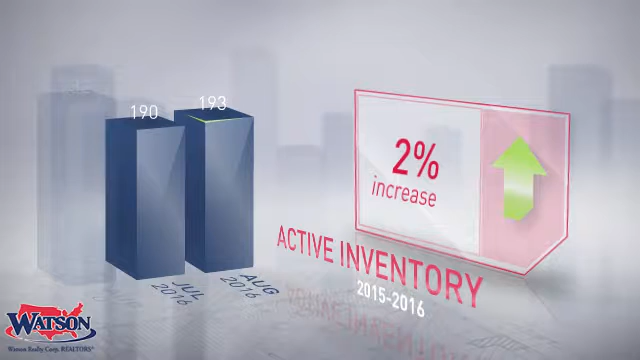 190
193
JUL
2016
AUG
2016
2%
increase
ACTIVE INVENTORY
2015-2016
WATSON
Watson Realty Corp. REALTORS®